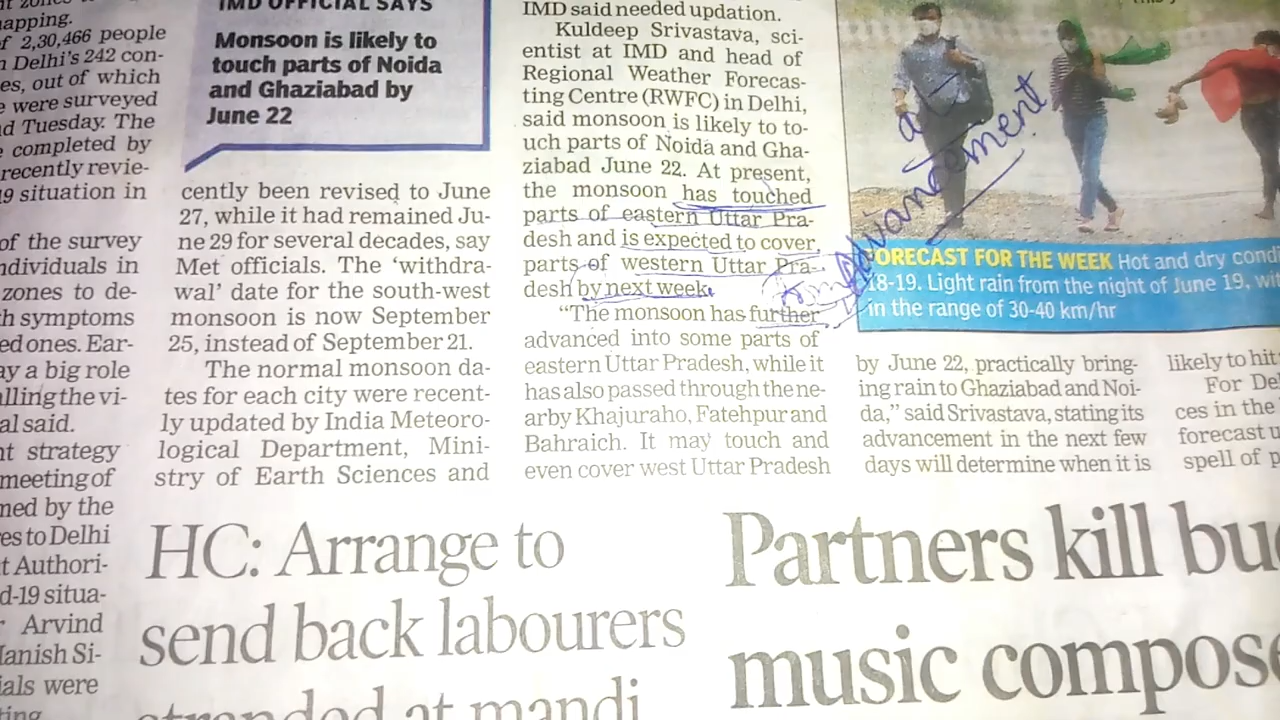 napping.
of 2,30,466 people
Delhi's 242 con-
es, out of which
were surveyed
Tuesday. The
completed by
recently revie-
19 situation in
of the survey
ndividuals in
zones to de-
symptoms
ed ones. Ear-
ay a big role
lling the vi-
al said.
nt strategy
meeting of
med by the
res to Delhi
t Authori-
d-19 situa-
Arvind
Manish Si-
ials were
ting.
IMD OFFICIAL SAYS
Monsoon is likely to
touch parts of Noida
and Ghaziabad by
June 22
cently been revised to June
27, while it had remained Ju-
ne 29 for several decades, say
Met officials. The ‘withdra-
wal’ date for the south-west
monsoon is now September
25, instead of September 21.
The normal monsoon da-
tes for each city were recent-
ly updated by India Meteoro-
logical Department, Mini-
stry of Earth Sciences and
IMD said needed updation.
Kuldeep Srivastava, sci-
entist at IMD and head of
Regional Weather Forecas-
ting Centre (RWFC) in Delhi,
said monsoon is likely to to-
uch parts of Noida and Gha-
ziabad June 22. At present,
the monsoon has touched
parts of eastern Uttar Pra-
desh and is expected to cover
parts of western Uttar Pra-
desh by next week.
“The monsoon has further
advanced into some parts of
eastern Uttar Pradesh, while it
has also passed through the ne-
arby Khajuraho, Fatehpur and
Bahraich. It may touch and
even cover west Uttar Pradesh
FORECAST FOR THE WEEK Hot and dry cond
18-19. Light rain from the night of June 19, wi
in the range of 30-40 km/hr
by June 22, practically bring-
ing rain to Ghaziabad and Noi-
da,” said Srivastava, stating its
advancement in the next few
days will determine when it is
likely to hit
For Del
ces in the
forecast u
spell of p
HC: Arrange to
send back labourers
stranded at mandi
Partners kill bu
music compose